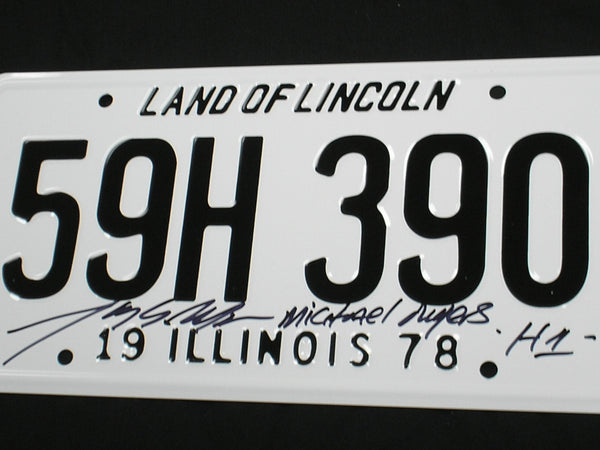 LAND OF LINCOLN
59H 390
Michael Myers - H1 -
19 ILLINOIS 78